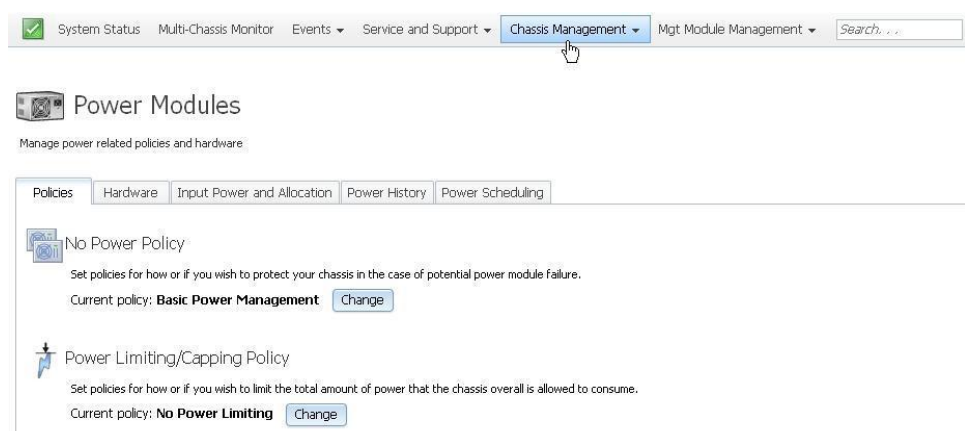 System Status Multi-Chassis Monitor Events Service and Support Chassis Management Mgt Module Management Search. . .
Power Modules
Manage power related policies and hardware
Policies Hardware Input Power and Allocation Power History Power Scheduling
No Power Policy
Set policies for how or if you wish to protect your chassis in the case of potential power module failure.
Current policy: Basic Power Management Change
Power Limiting/Capping Policy
Set policies for how or if you wish to limit the total amount of power that the chassis overall is allowed to consume.
Current policy: No Power Limiting Change